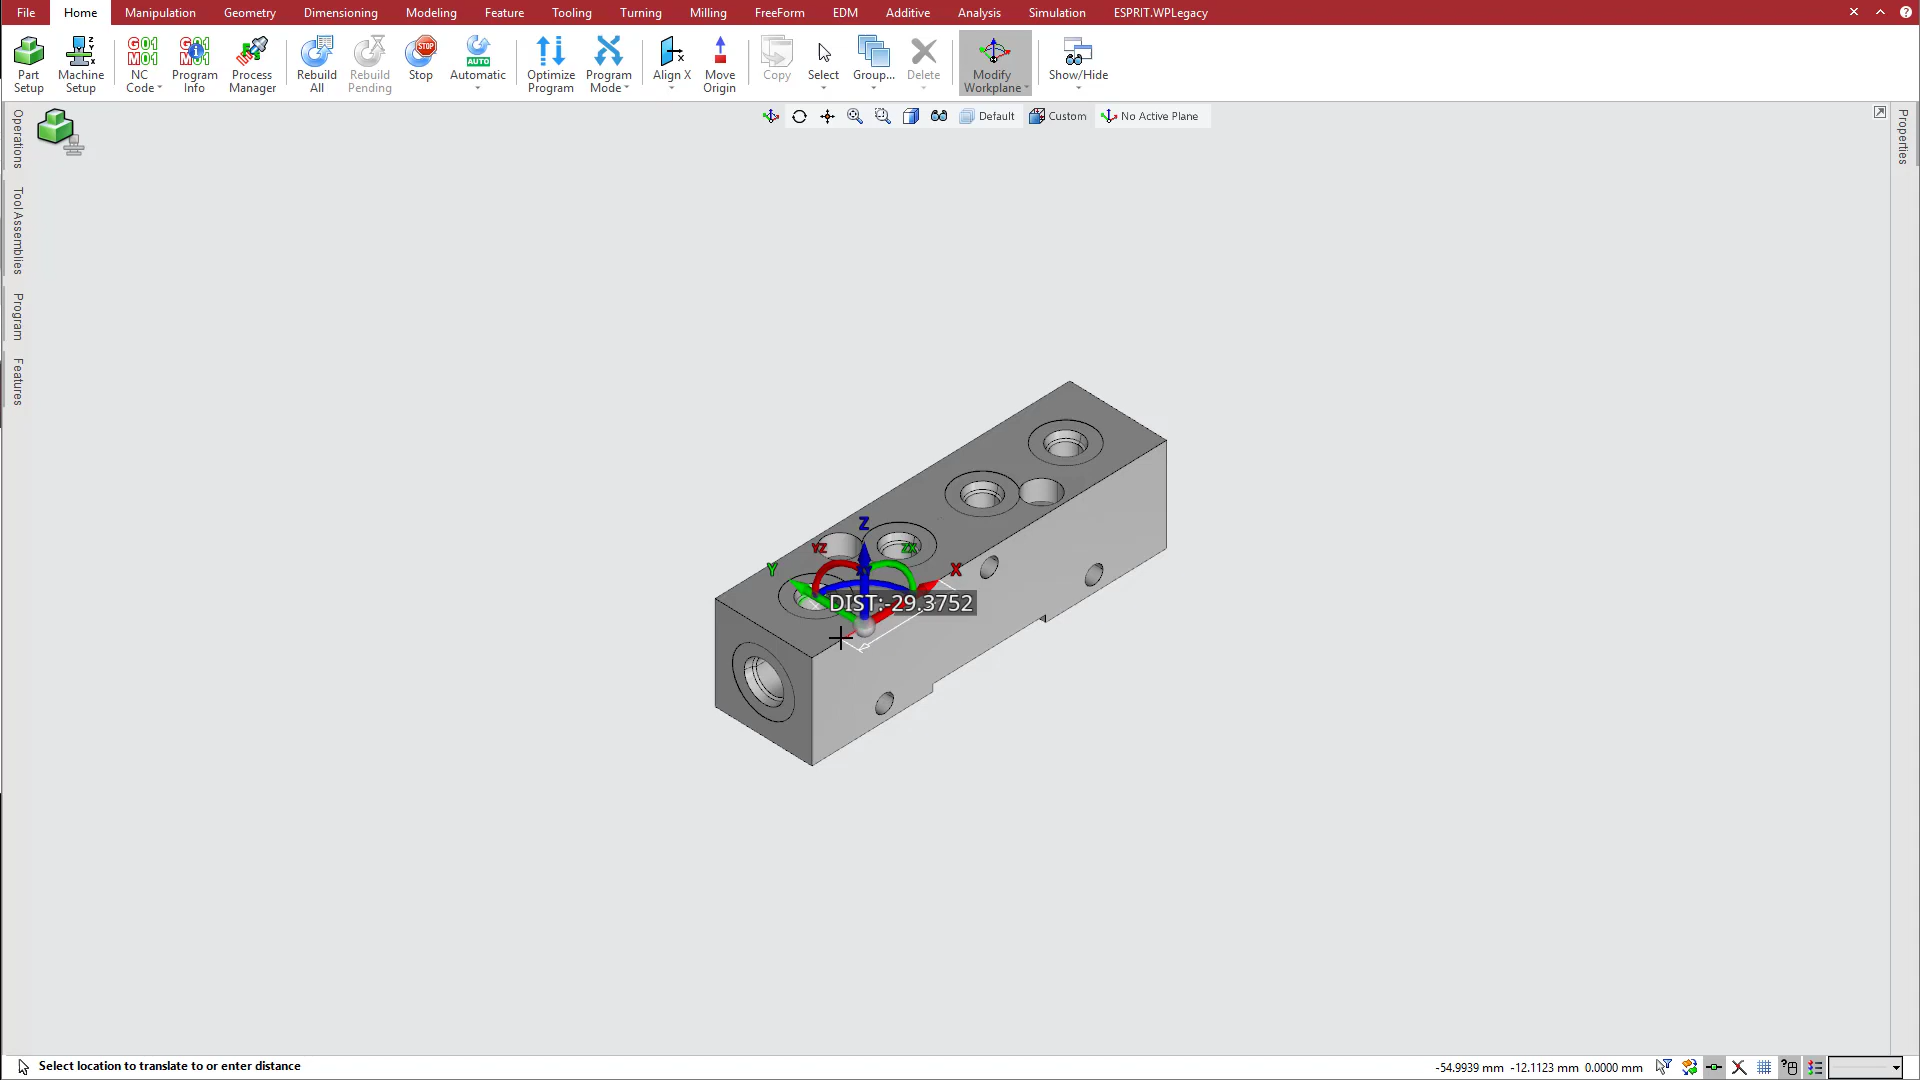 File Home Manipulation Geometry Dimensioning Modeling Feature Tooling Turning Milling FreeForm EDM Additive Analysis Simulation ESPRIT.WPLegacy
Part Setup
Machine Setup
NC Code
Program Info
Process Manager
Rebuild All
Rebuild Pending
STOP
Stop
AUTO
Automatic
Optimize Program
Program Mode
Align X
Move Origin
Copy
Select
Group...
Delete
Modify Workplane
Show/Hide
Default Custom No Active Plane
Operations
Tool Assemblies
Program
Features
Properties
Z
YZ
ZX
Y
X
DIST:-29.3752
Select location to translate to or enter distance
-54.9939 mm -12.1123 mm 0.0000 mm